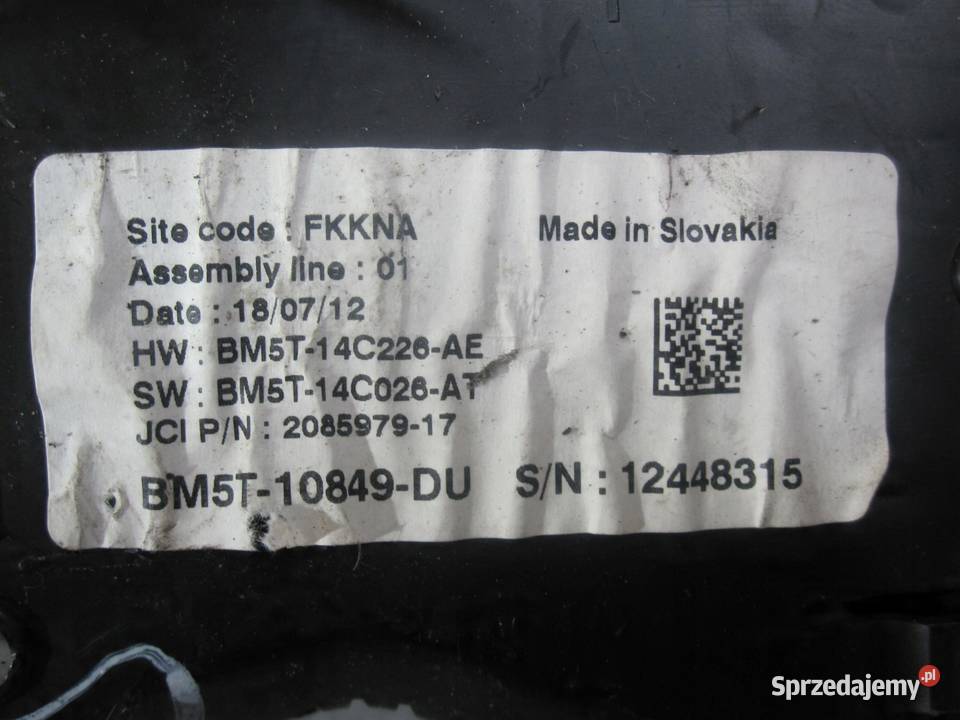 Site code : FKKNA
Made in Slovakia
Assembly line : 01
Date : 18/07/12
HW : BM5T-14C226-AE
SW : BM5T-14C026-AT
JCI P/N : 2085979-17
BM5T-10849-DU S/N : 12448315
Sprzedajemy.pl